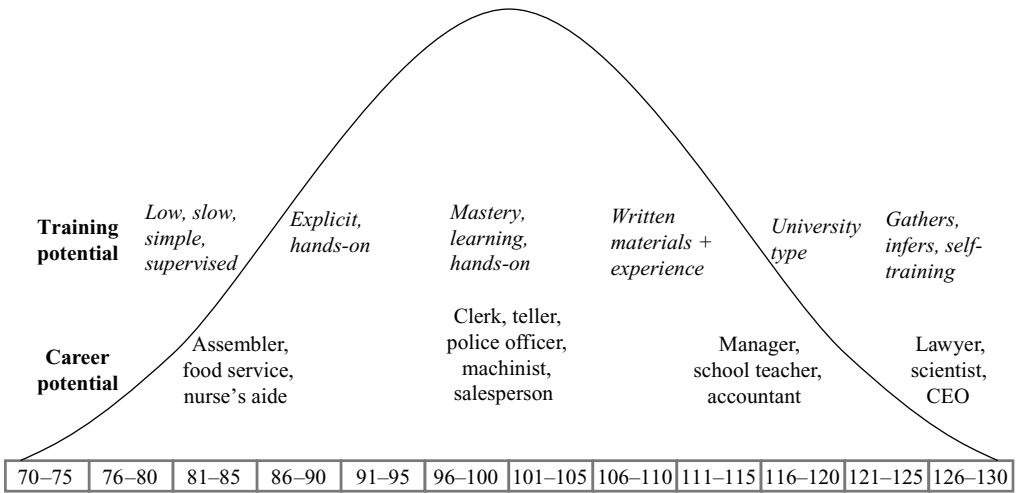 Training
potential
Low, slow,
simple,
supervised
Explicit,
hands-on
Mastery,
learning,
hands-on
Written
materials +
experience
University
type
Gathers,
infers, self-
training
Career
potential
Assembler,
food service,
nurse’s aide
Clerk, teller,
police officer,
machinist,
salesperson
Manager,
school teacher,
accountant
Lawyer,
scientist,
CEO
70–75 76–80 81–85 86–90 91–95 96–100 101–105 106–110 111–115 116–120 121–125 126–130